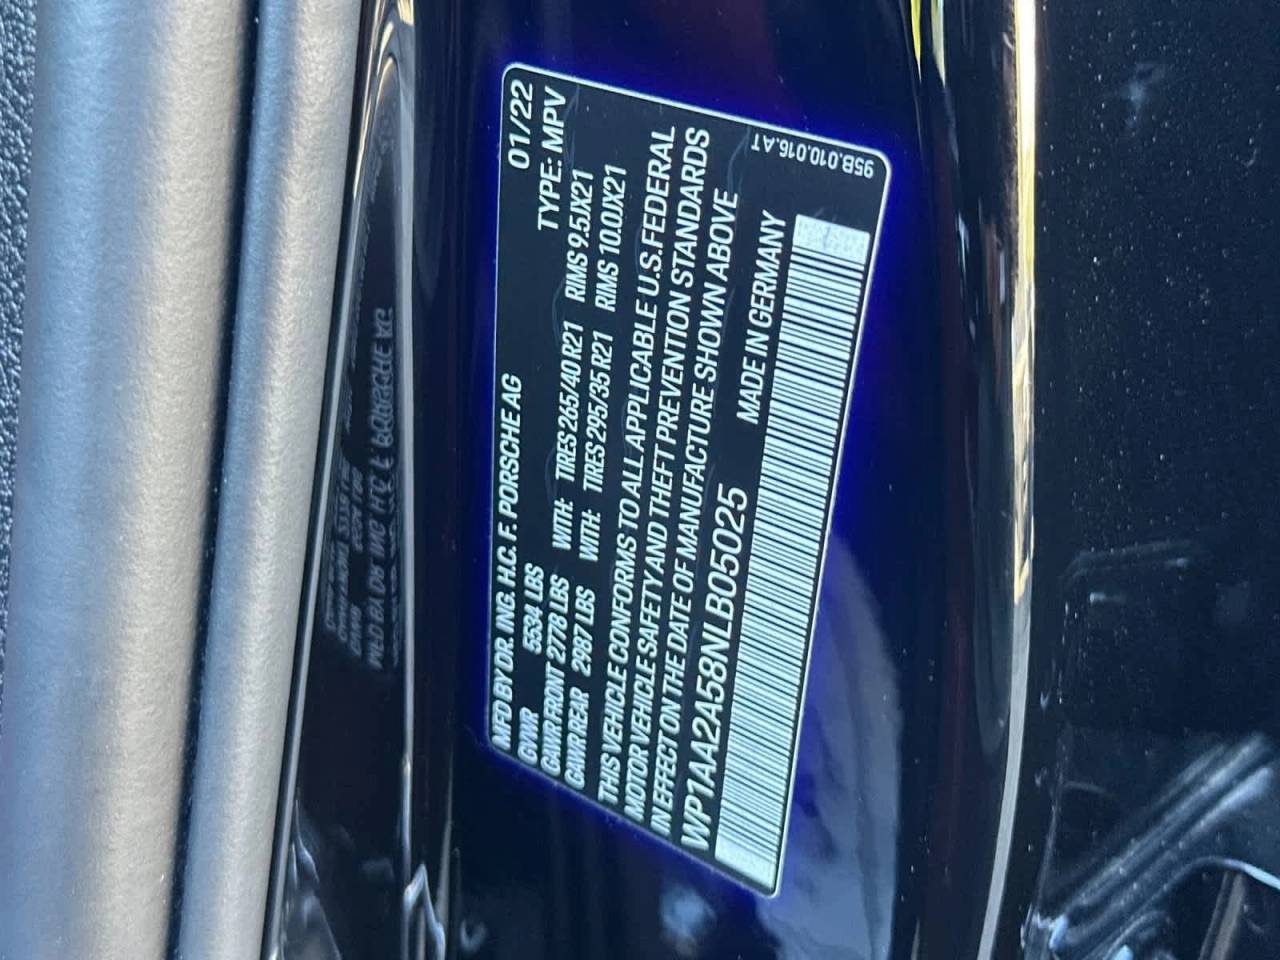 MFD BY DR. ING. H.C. F. PORSCHE AG 01/22
GVWR 5534 LBS TYPE: MPV
GAWR FRONT 2778 LBS WITH: TIRES 265/40 R21 RIMS 9.5JX21
GAWR REAR 2987 LBS WITH: TIRES 295/35 R21 RIMS 10.0JX21
THIS VEHICLE CONFORMS TO ALL APPLICABLE U.S.FEDERAL
MOTOR VEHICLE SAFETY AND THEFT PREVENTION STANDARDS
IN EFFECT ON THE DATE OF MANUFACTURE SHOWN ABOVE
WP1AA2A58NLB05025 MADE IN GERMANY
95B.010.016.AT